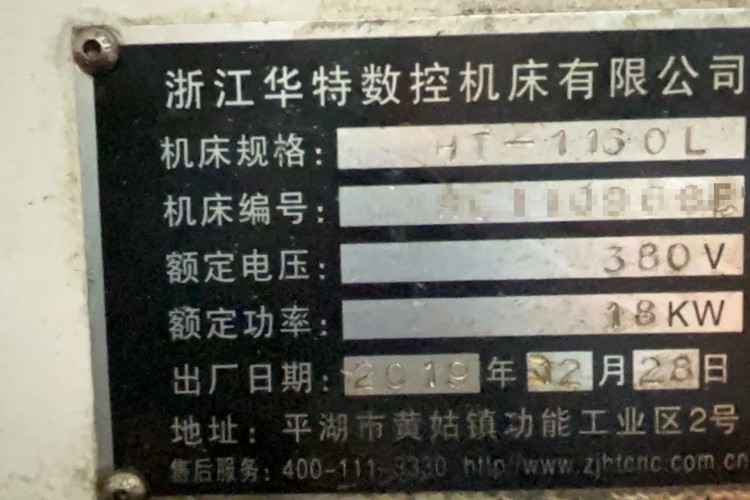 浙江华特数控机床有限公司
机床规格: HT-1160L
机床编号:
额定电压: 380V
额定功率: 18KW
出厂日期: 2019年02月28日
地址: 平湖市黄姑镇功能工业区2号
售后服务: 400-111-3330 http//www.zjhtcnc.com.cn